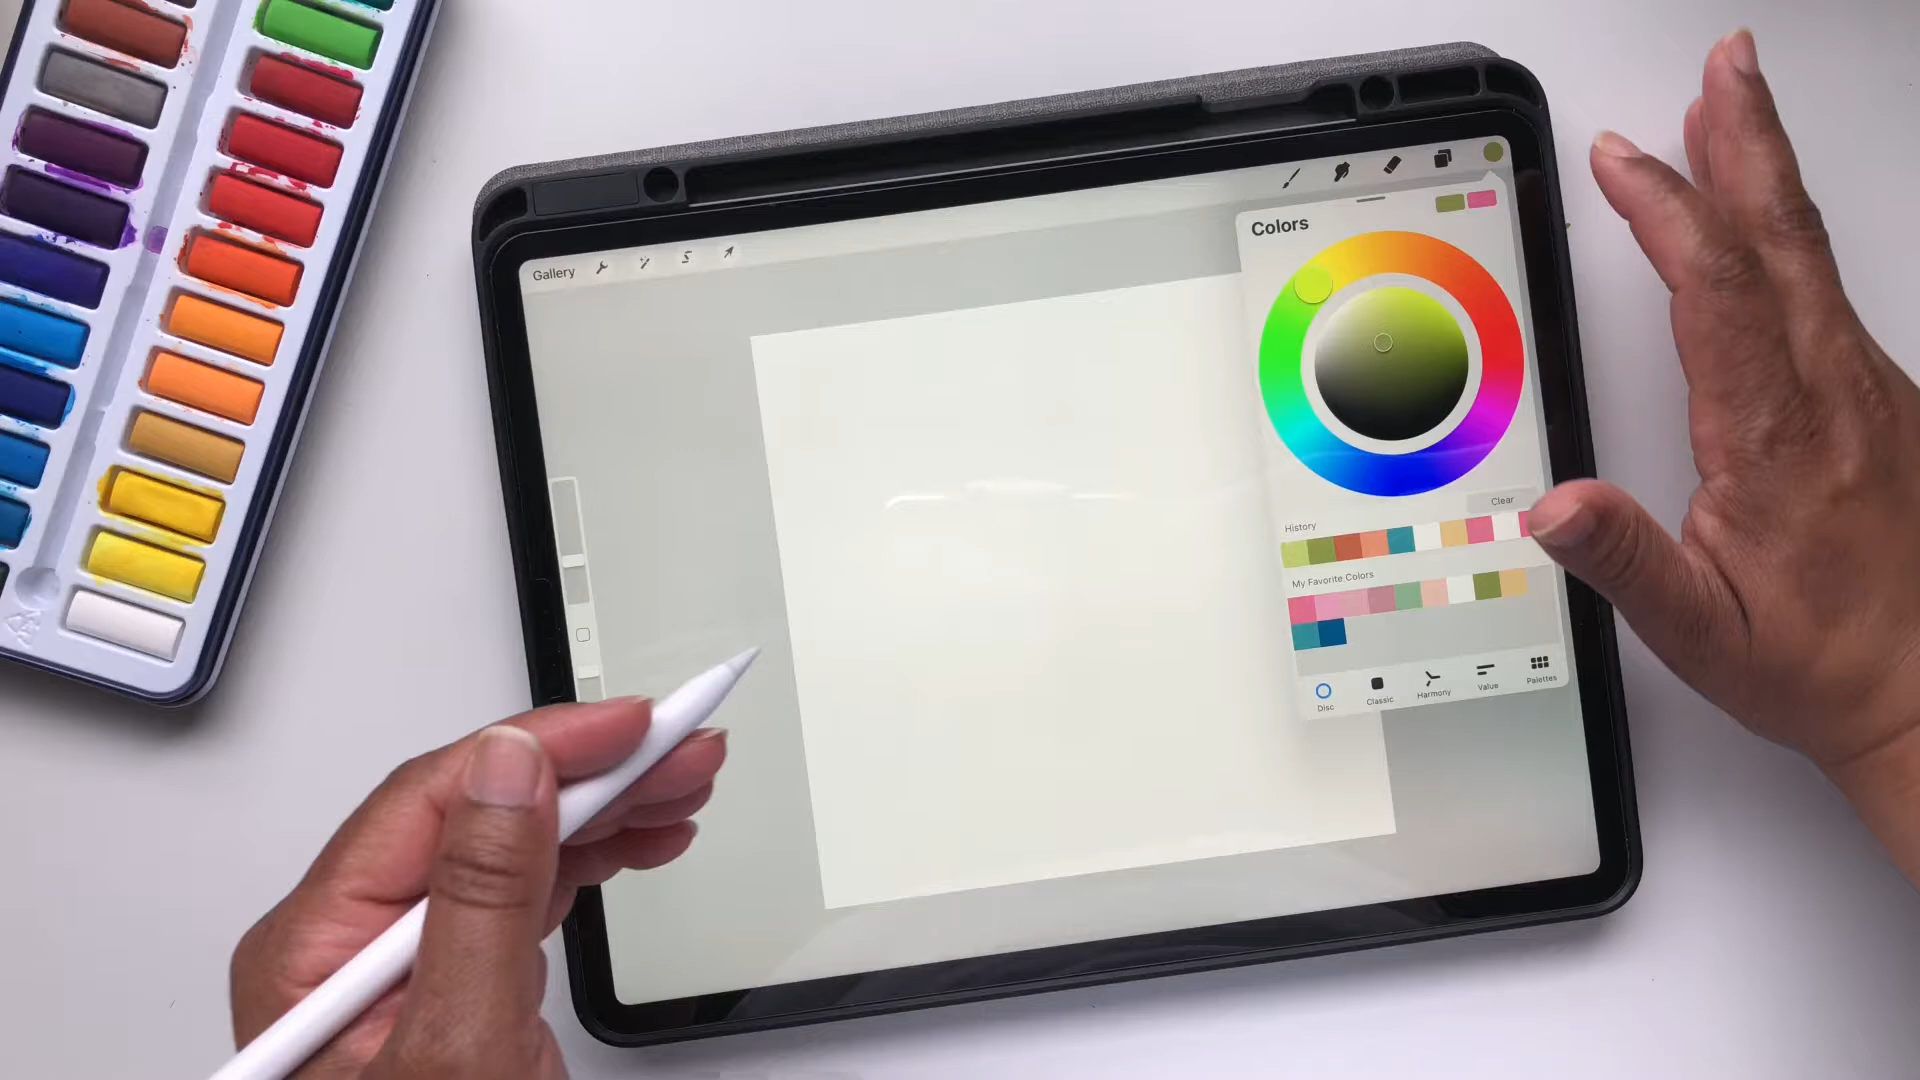 Gallery
Colors
Clear
History
My Favorite Colors
Disc
Classic
Harmony
Value
Palettes